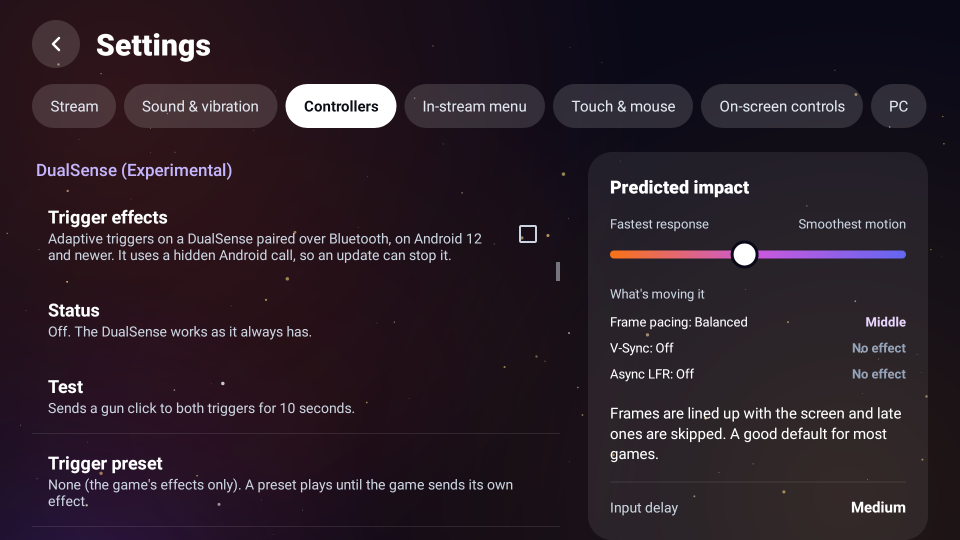 Settings
Stream
Sound & vibration
Controllers
In-stream menu
Touch & mouse
On-screen controls
PC
DualSense (Experimental)
Trigger effects
Adaptive triggers on a DualSense paired over Bluetooth, on Android 12
and newer. It uses a hidden Android call, so an update can stop it.
Status
Off. The DualSense works as it always has.
Test
Sends a gun click to both triggers for 10 seconds.
Trigger preset
None (the game's effects only). A preset plays until the game sends its own
effect.
Predicted impact
Fastest response
Smoothest motion
What's moving it
Frame pacing: Balanced
Middle
V-Sync: Off
No effect
Async LFR: Off
No effect
Frames are lined up with the screen and late
ones are skipped. A good default for most
games.
Input delay
Medium